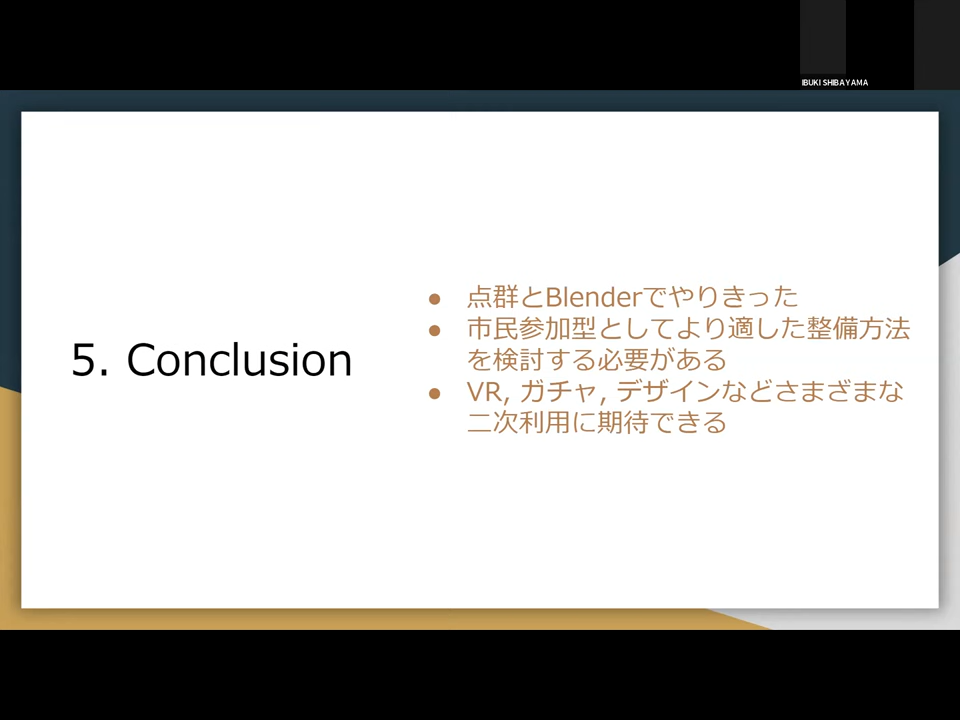 IBUKI SHIBAYAMA
5. Conclusion
● 点群とBlenderでやりきった
● 市民参加型としてより適した整備方法
を検討する必要がある
● VR, ガチャ, デザインなどさまざまな
二次利用に期待できる